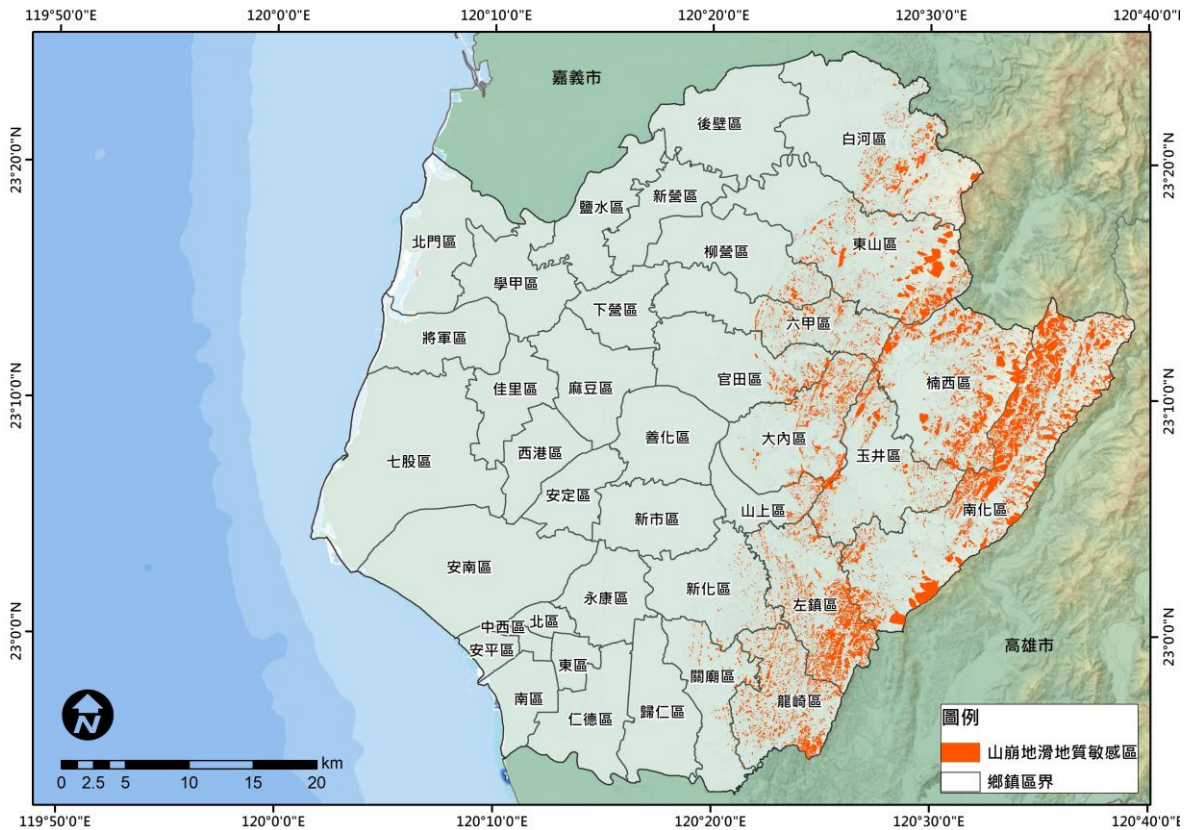 119°50'0"E 120°0'0"E 120°10'0"E 120°20'0"E 120°30'0"E 120°40'0"E
嘉義市
後壁區
白河區
23°20'0"N
23°20'0"N
新營區
鹽水區
北門區
東山區
柳營區
學甲區
下營區
六甲區
將軍區
官田區
楠西區
佳里區
麻豆區
23°10'0"N
23°10'0"N
善化區
大內區
西港區
玉井區
七股區
安定區
山上區
南化區
新市區
安南區
新化區
永康區
左鎮區
北區
中西區
23°0'0"N
23°0'0"N
安平區
高雄市
東區
關廟區
南區
龍崎區
仁德區
歸仁區
N
km
0 2.5 5 10 15 20
圖例
山崩地滑地質敏感區
鄉鎮區界
119°50'0"E 120°0'0"E 120°10'0"E 120°20'0"E 120°30'0"E 120°40'0"E